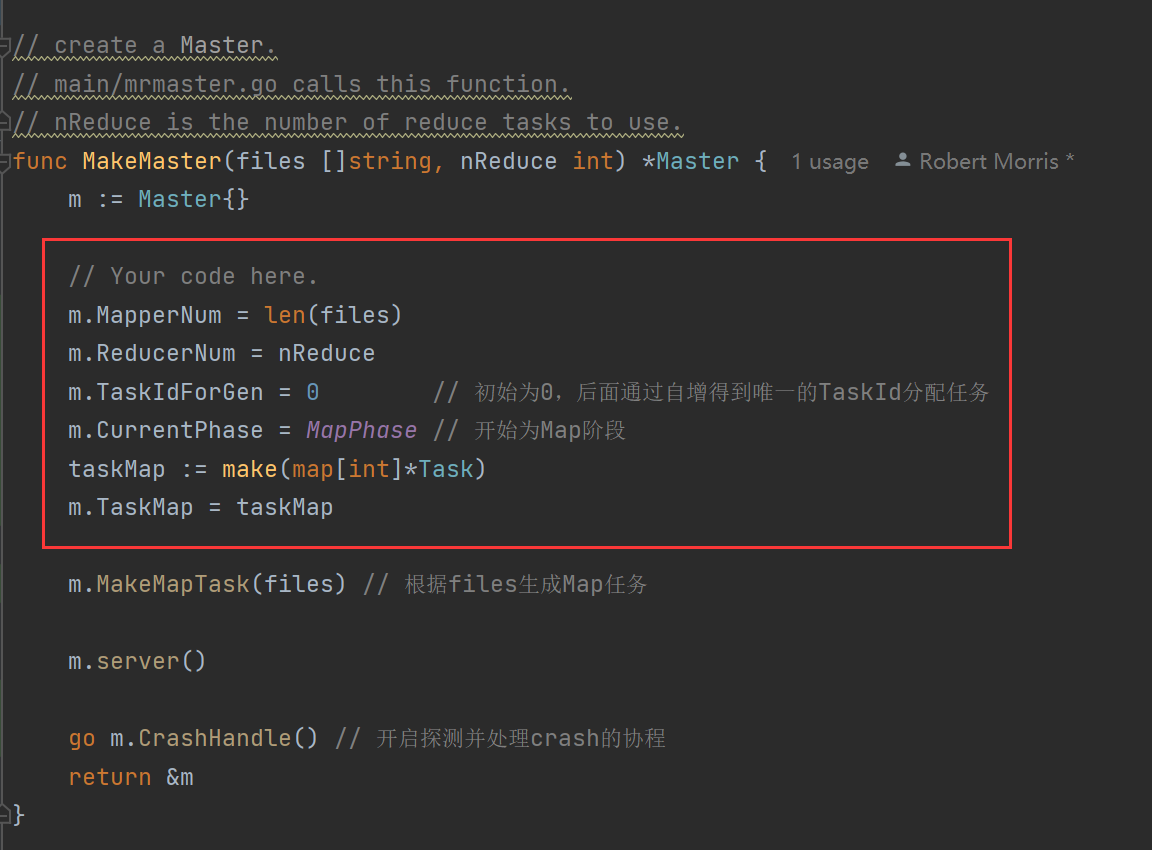 // create a Master.
// main/mrmaster.go calls this function.
// nReduce is the number of reduce tasks to use.
func MakeMaster(files []string, nReduce int) *Master { 1 usage Robert Morris *
m := Master{}
// Your code here.
m.MapperNum = len(files)
m.ReducerNum = nReduce
m.TaskIdForGen = 0 // 初始为0，后面通过自增得到唯一的TaskId分配任务
m.CurrentPhase = MapPhase // 开始为Map阶段
taskMap := make(map[int]*Task)
m.TaskMap = taskMap
m.MakeMapTask(files) // 根据files生成Map任务
m.server()
go m.CrashHandle() // 开启探测并处理crash的协程
return &m
}